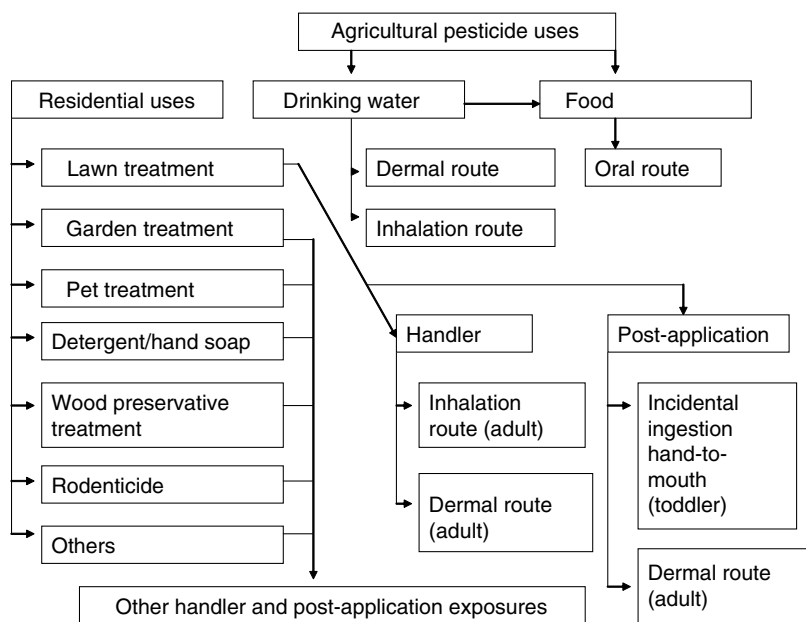 Agricultural pesticide uses
Residential uses
Drinking water
Food
Lawn treatment
Dermal route
Oral route
Garden treatment
Inhalation route
Pet treatment
Detergent/hand soap
Handler
Post-application
Wood preservative
treatment
Inhalation
route (adult)
Incidental
ingestion
hand-to-
mouth
(toddler)
Rodenticide
Dermal route
(adult)
Others
Dermal route
(adult)
Other handler and post-application exposures